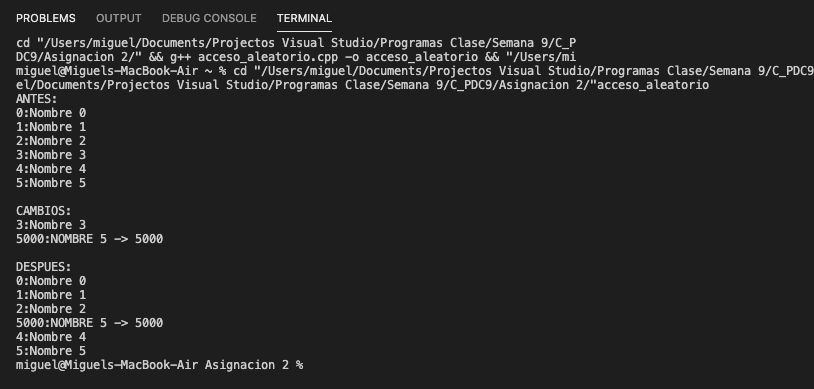 PROBLEMS OUTPUT DEBUG CONSOLE TERMINAL
cd "/Users/miguel/Documents/Projectos Visual Studio/Programas Clase/Semana 9/C_P
DC9/Asignacion 2/" && g++ acceso_aleatorio.cpp -o acceso_aleatorio && "/Users/mi
miguel@Miguels-MacBook-Air ~ % cd "/Users/miguel/Documents/Projectos Visual Studio/Programas Clase/Semana 9/C_PDC9
el/Documents/Projectos Visual Studio/Programas Clase/Semana 9/C_PDC9/Asignacion 2/"acceso_aleatorio
ANTES:
0:Nombre 0
1:Nombre 1
2:Nombre 2
3:Nombre 3
4:Nombre 4
5:Nombre 5
CAMBIOS:
3:Nombre 3
5000:NOMBRE 5 -> 5000
DESPUES:
0:Nombre 0
1:Nombre 1
2:Nombre 2
5000:NOMBRE 5 -> 5000
4:Nombre 4
5:Nombre 5
miguel@Miguels-MacBook-Air Asignacion 2 %